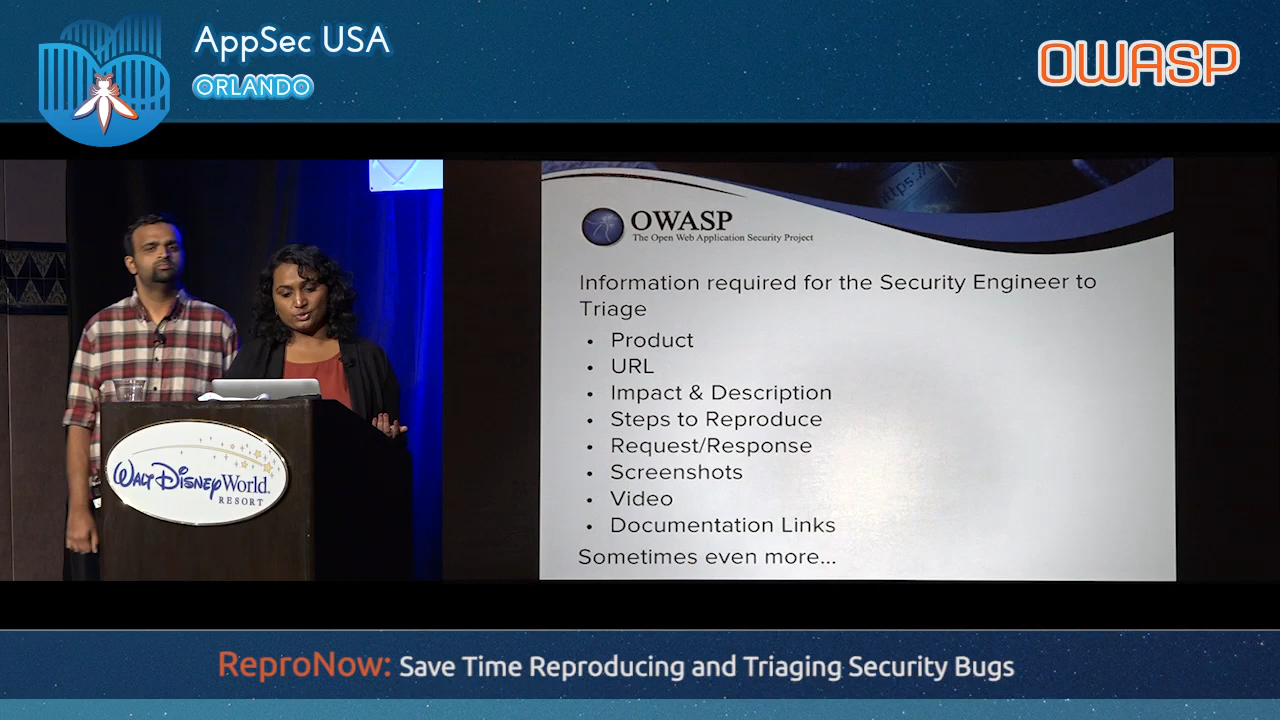 AppSec USA
ORLANDO
OWASP
https://
OWASP
The Open Web Application Security Project
Information required for the Security Engineer to
Triage
• Product
• URL
• Impact & Description
• Steps to Reproduce
• Request/Response
• Screenshots
• Video
• Documentation Links
Sometimes even more...
WALT DISNEY World
RESORT
ReproNow: Save Time Reproducing and Triaging Security Bugs